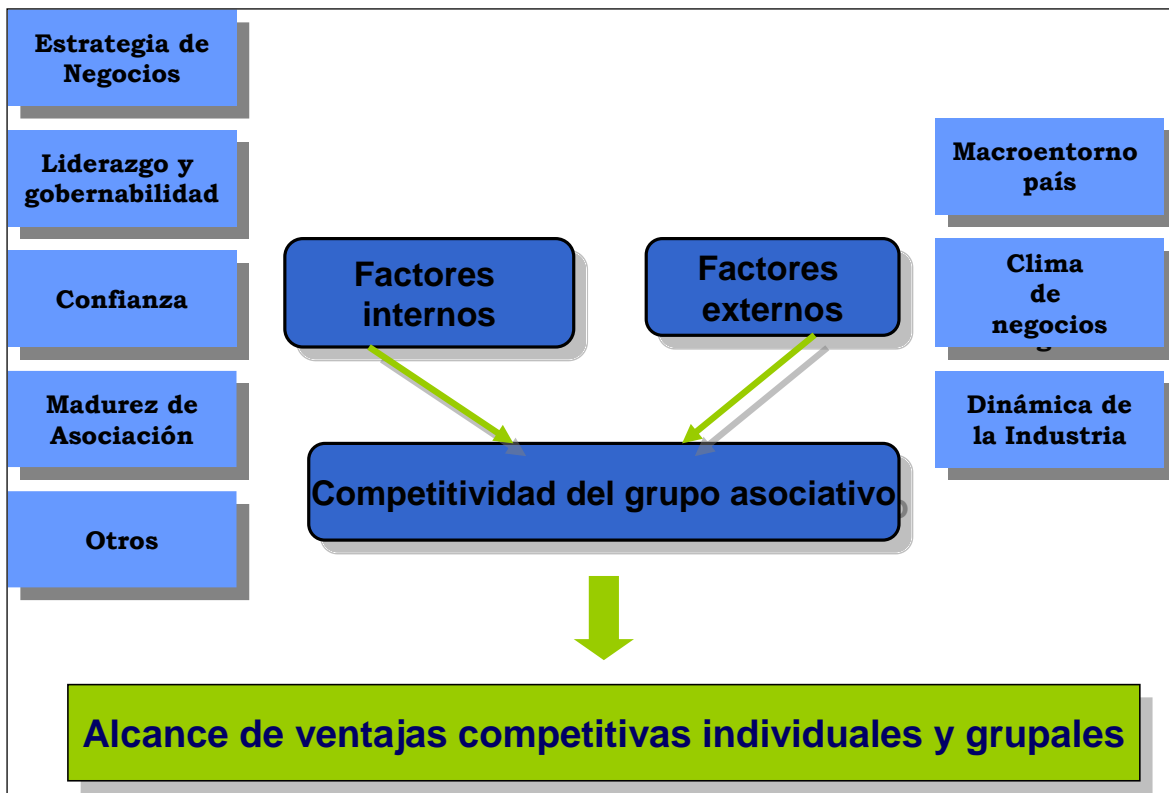 Estrategia de
Negocios
Liderazgo y
gobernabilidad
Confianza
Madurez de
Asociación
Otros
Factores
internos
Factores
externos
Competitividad del grupo asociativo
Macroentorno
país
Clima
de
negocios
Dinámica de
la Industria
Alcance de ventajas competitivas individuales y grupales